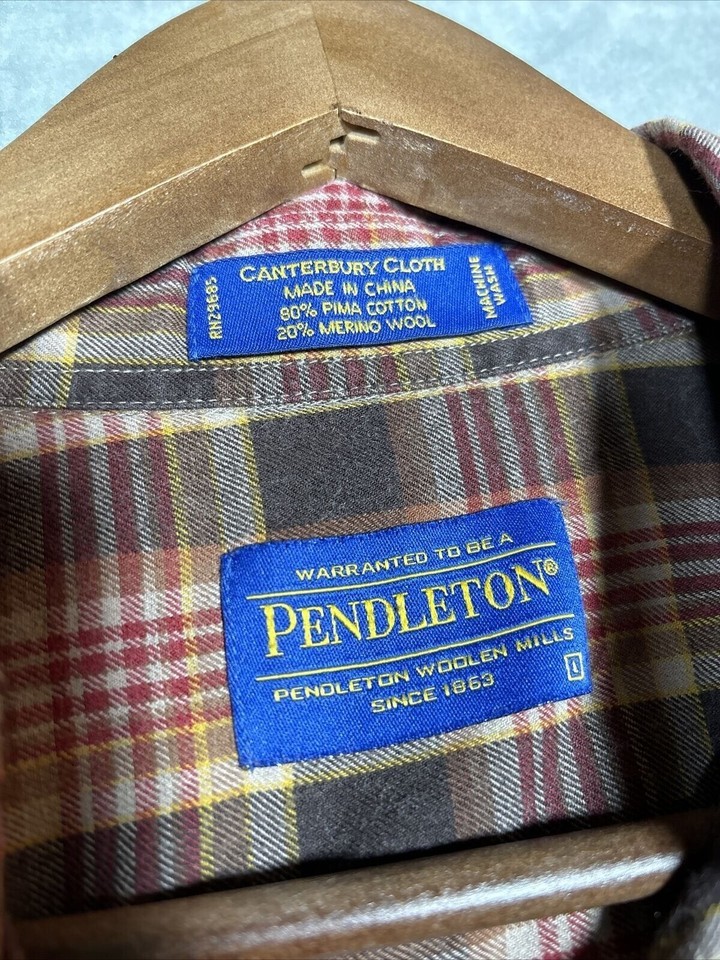 CANTERBURY CLOTH
MADE IN CHINA
80% PIMA COTTON
20% MERINO WOOL
RN29685
MACHINE
WASH
WARRANTED TO BE A
PENDLETON®
PENDLETON WOOLEN MILLS
SINCE 1863
L